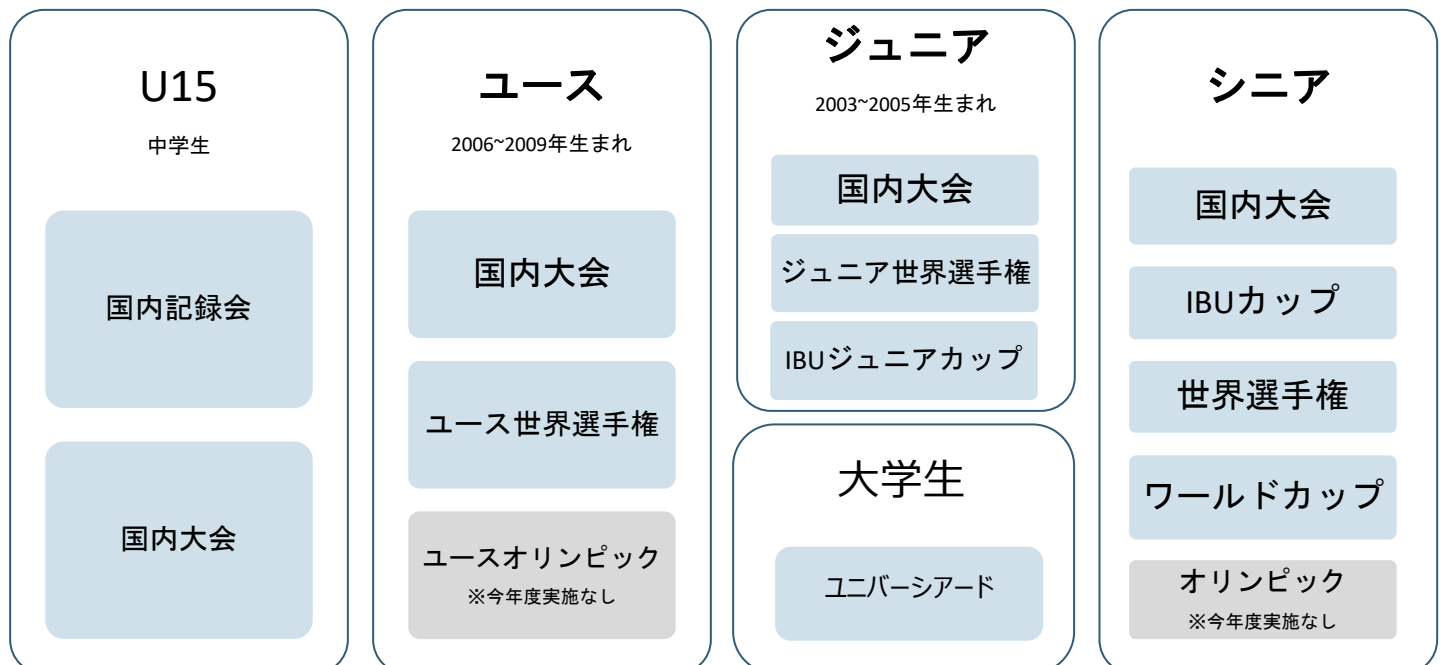 U15
中学生
国内記録会
国内大会
ユース
2006~2009年生まれ
国内大会
ユース世界選手権
ユースオリンピック
※今年度実施なし
ジュニア
2003~2005年生まれ
国内大会
ジュニア世界選手権
IBUジュニアカップ
大学生
ユニバーシアード
シニア
国内大会
IBUカップ
世界選手権
ワールドカップ
オリンピック
※今年度実施なし